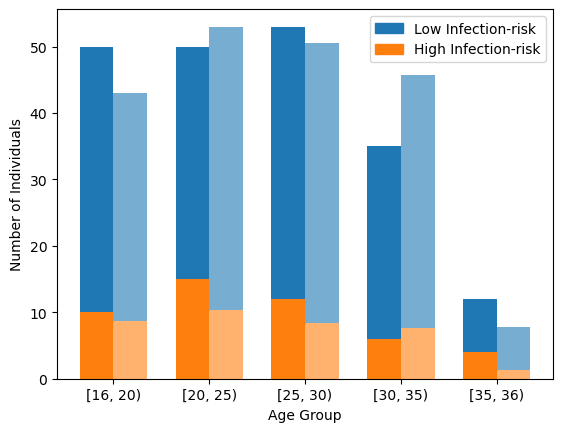 Low Infection-risk
High Infection-risk
Number of Individuals
50
40
30
20
10
0
[16, 20)
[20, 25)
[25, 30)
[30, 35)
[35, 36)
Age Group